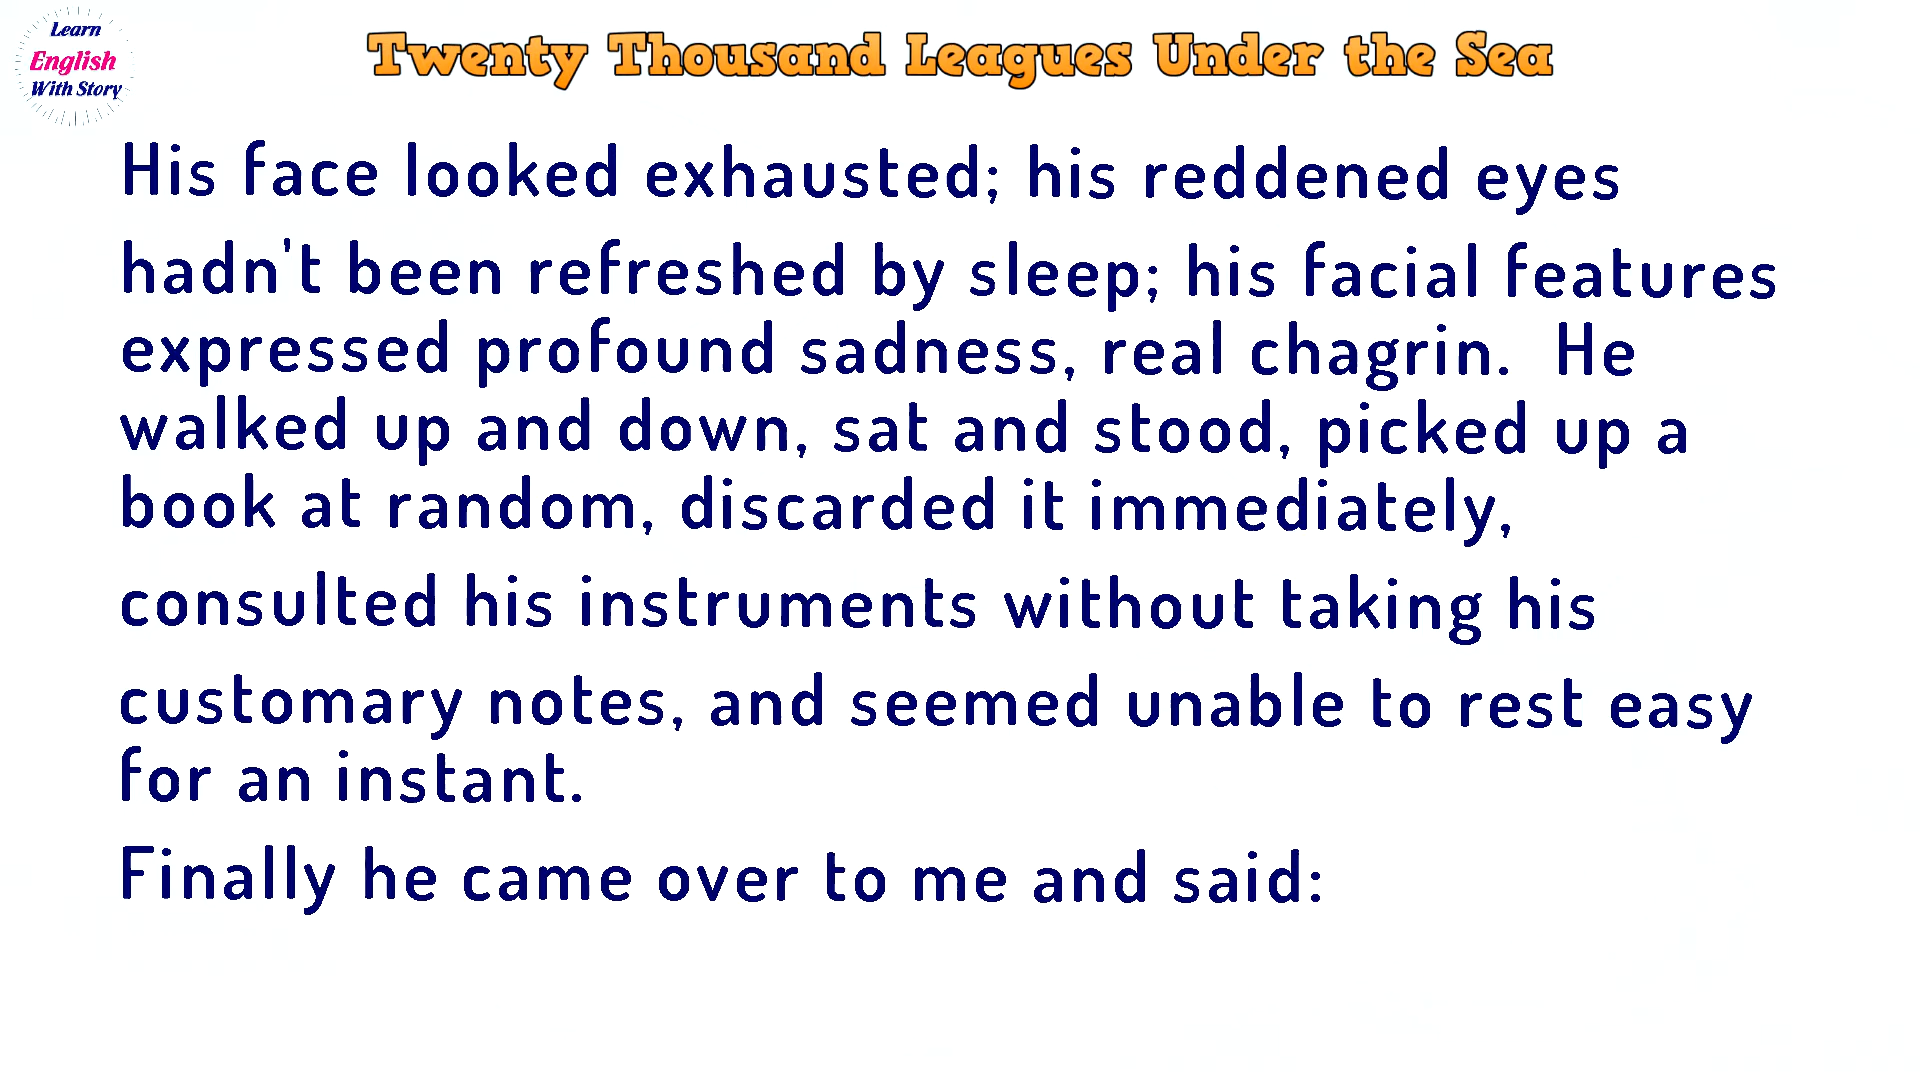 Learn
English
With Story
Twenty Thousand Leagues Under the Sea
His face looked exhausted; his reddened eyes
hadn't been refreshed by sleep; his facial features
expressed profound sadness, real chagrin.  He
walked up and down, sat and stood, picked up a
book at random, discarded it immediately,
consulted his instruments without taking his
customary notes, and seemed unable to rest easy
for an instant.
Finally he came over to me and said: